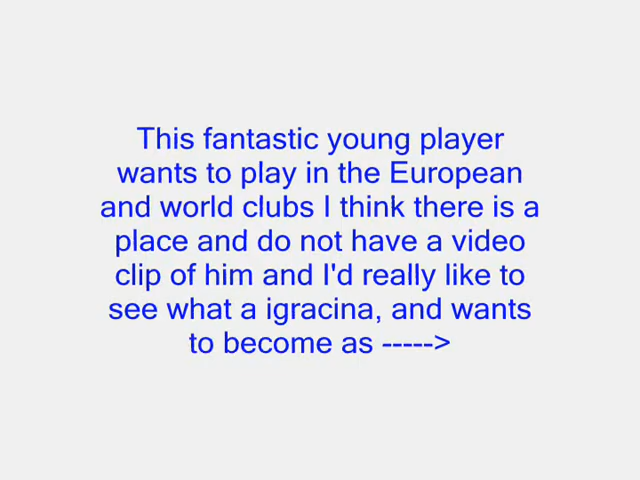 This fantastic young player
wants to play in the European
and world clubs I think there is a
place and do not have a video
clip of him and I'd really like to
see what a igracina, and wants
to become as ----->